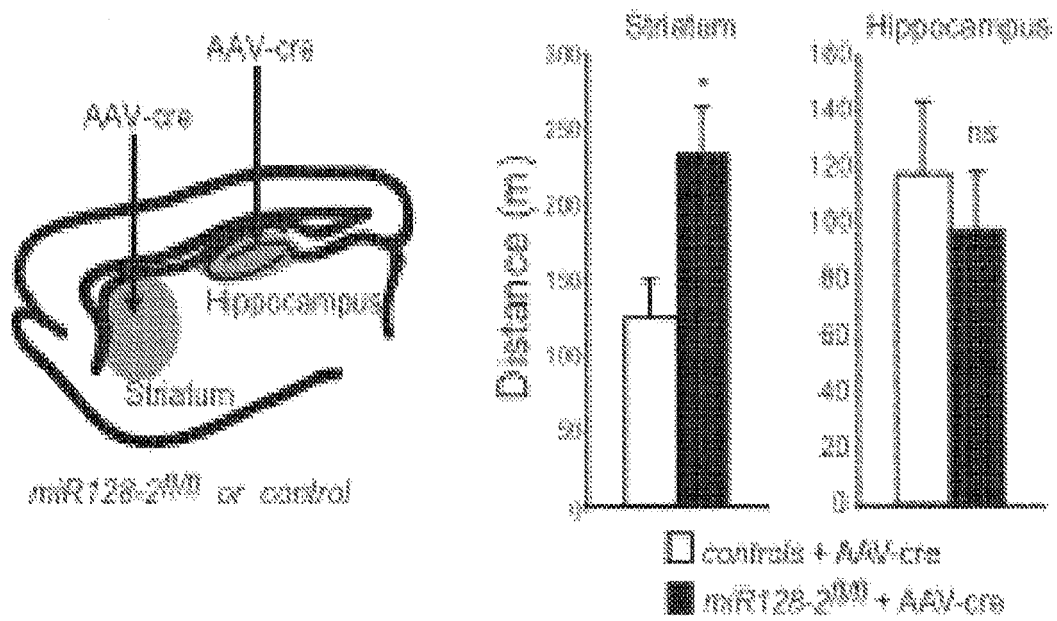 AAV-cre
AAV-cre
Hippocampus
Striatum
miR128-2fl/fl or control
Striatum
Distance (m)
300
250
200
150
100
50
0
*
Hippocampus
160
140
120
100
80
60
40
20
0
ns
controls + AAV-cre
miR128-2fl/fl + AAV-cre